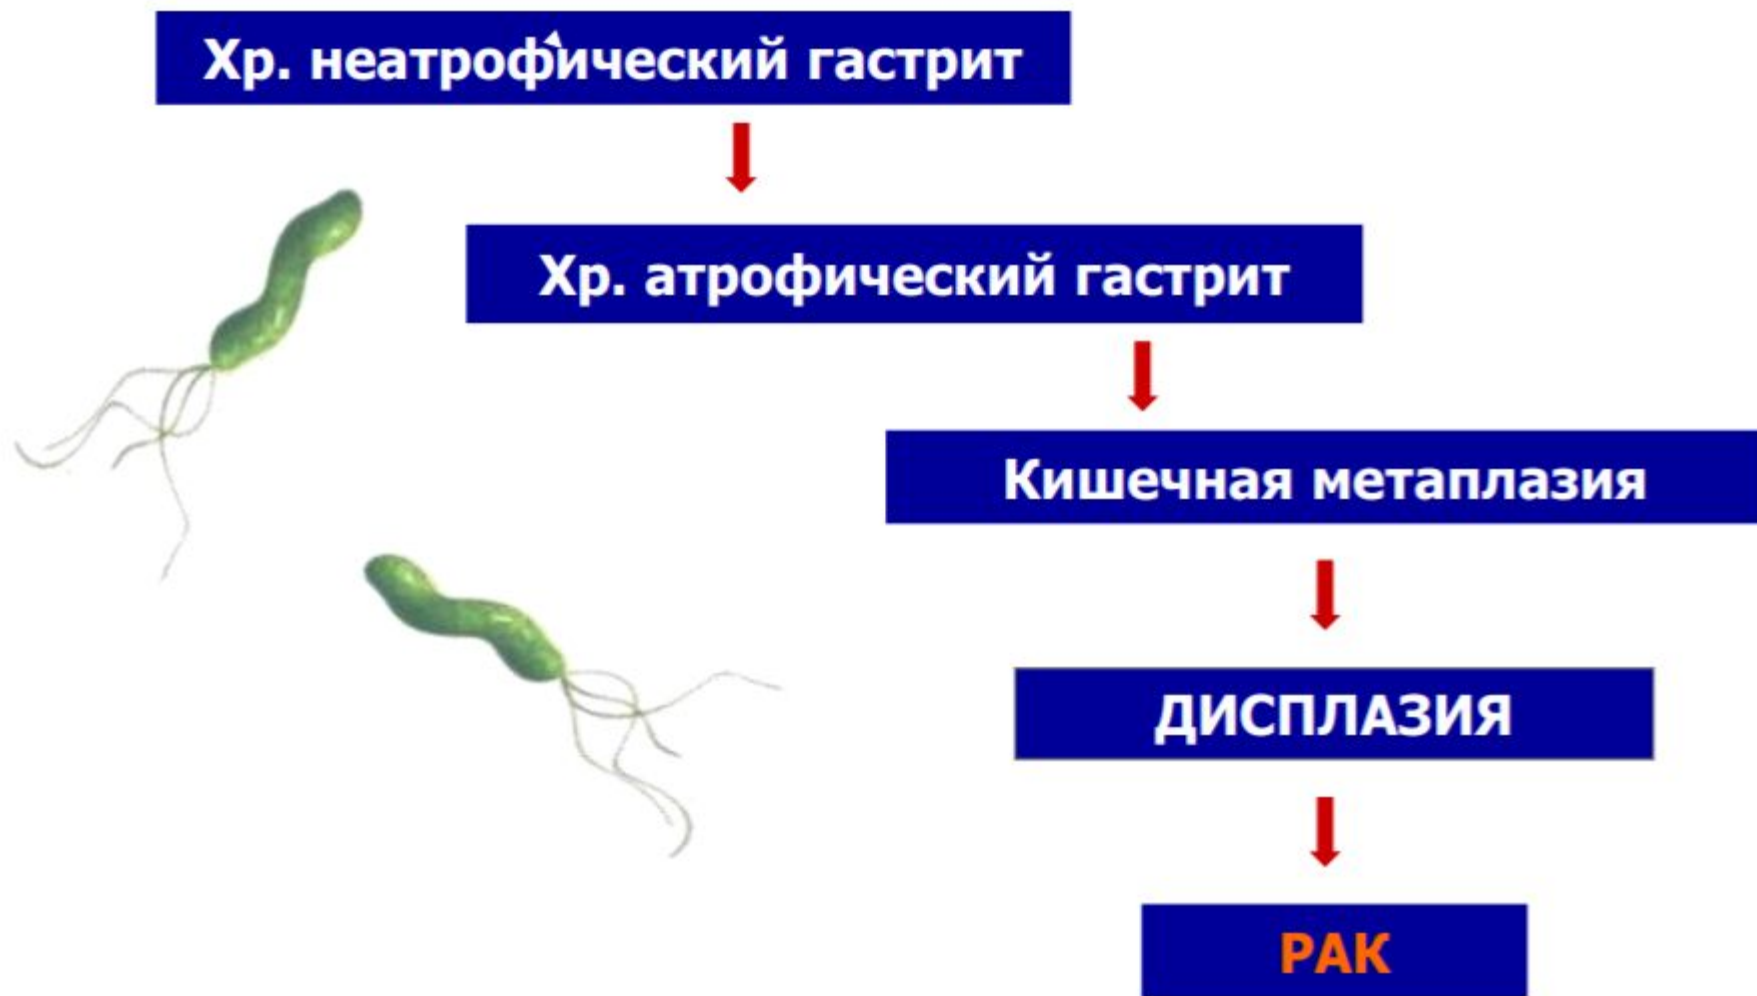 Хр. неатрофический гастрит
Хр. атрофический гастрит
Кишечная метаплазия
ДИСПЛАЗИЯ
РАК